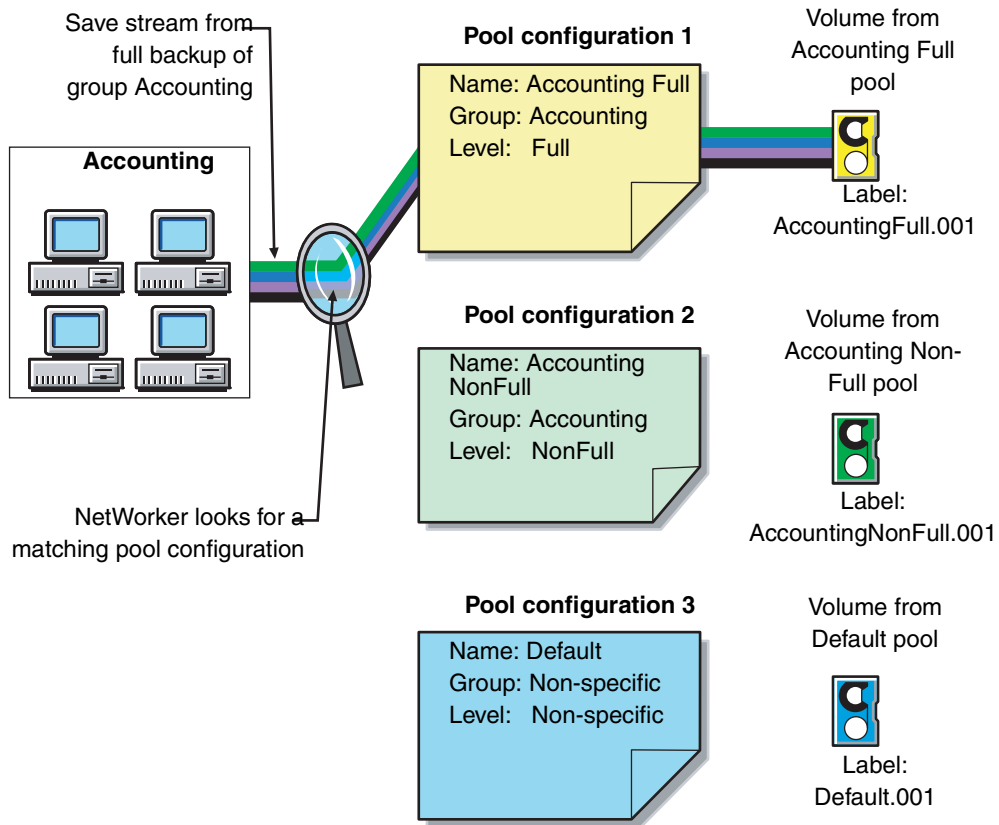 Save stream from
full backup of
group Accounting
Accounting
NetWorker looks for a
matching pool configuration
Pool configuration 1
Name: Accounting Full
Group: Accounting
Level: Full
Volume from
Accounting Full
pool
Label:
AccountingFull.001
Pool configuration 2
Name: Accounting
NonFull
Group: Accounting
Level: NonFull
Volume from
Accounting Non-
Full pool
Label:
AccountingNonFull.001
Pool configuration 3
Name: Default
Group: Non-specific
Level: Non-specific
Volume from
Default pool
Label:
Default.001